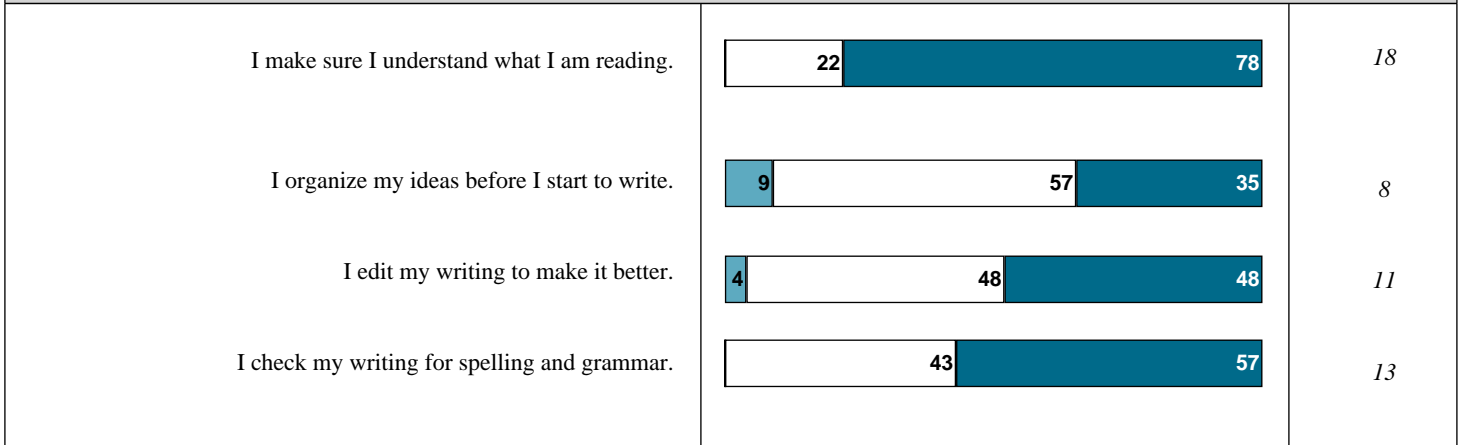 I make sure I understand what I am reading. 22 78 18
I organize my ideas before I start to write. 9 57 35 8
I edit my writing to make it better. 4 48 48 11
I check my writing for spelling and grammar. 43 57 13